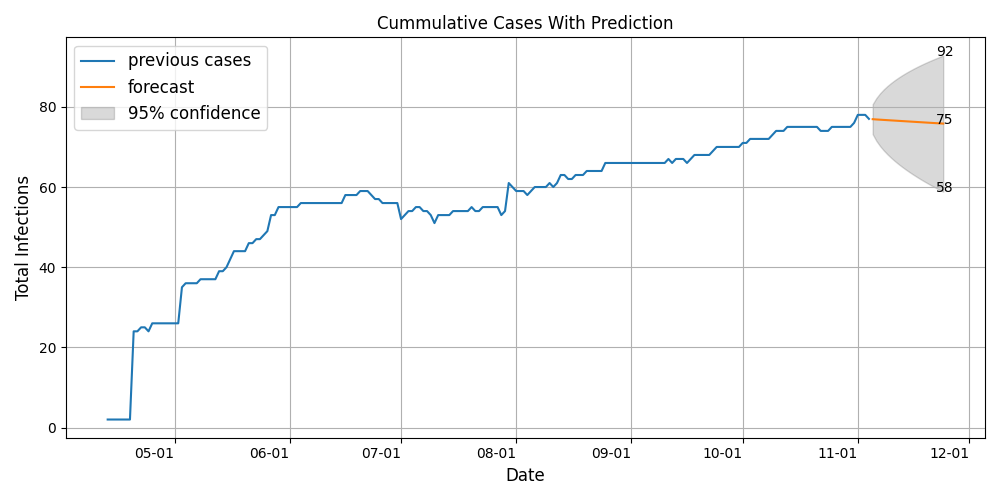 Cummulative Cases With Prediction
previous cases
forecast
95% confidence
92
75
58
Total Infections
80
60
40
20
0
05-01
06-01
07-01
08-01
09-01
10-01
11-01
12-01
Date